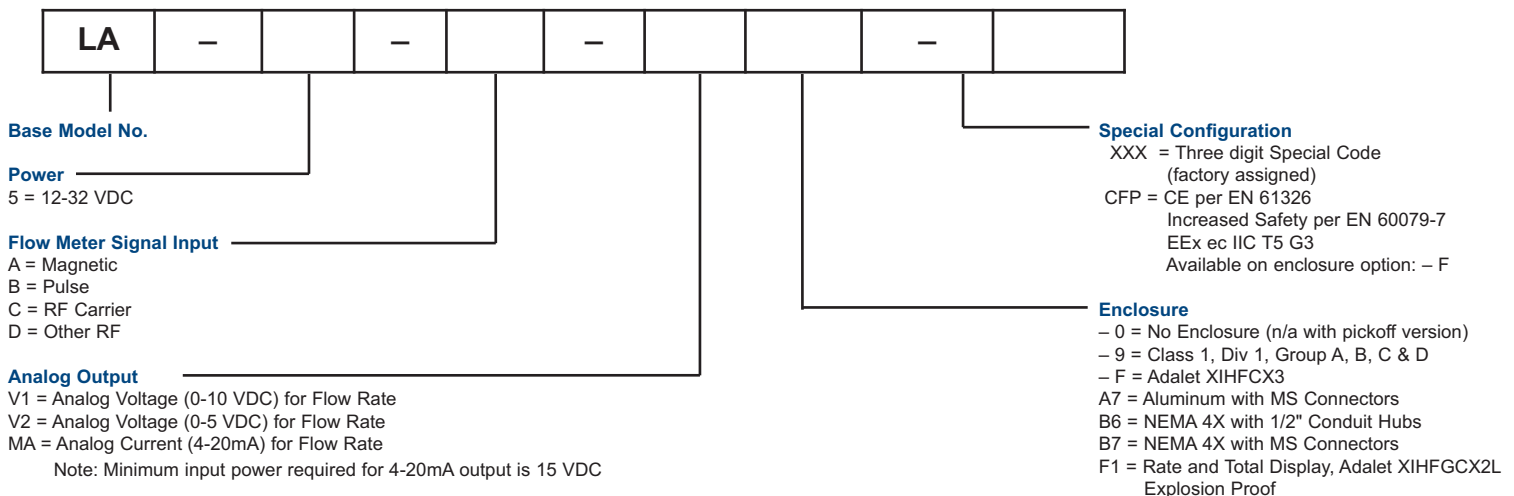 LA – – – –
Base Model No.
Power
5 = 12-32 VDC
Flow Meter Signal Input
A = Magnetic
B = Pulse
C = RF Carrier
D = Other RF
Analog Output
V1 = Analog Voltage (0-10 VDC) for Flow Rate
V2 = Analog Voltage (0-5 VDC) for Flow Rate
MA = Analog Current (4-20mA) for Flow Rate
Note: Minimum input power required for 4-20mA output is 15 VDC
Special Configuration
XXX = Three digit Special Code
(factory assigned)
CFP = CE per EN 61326
Increased Safety per EN 60079-7
EEx ec IIC T5 G3
Available on enclosure option: – F
Enclosure
– 0 = No Enclosure (n/a with pickoff version)
– 9 = Class 1, Div 1, Group A, B, C & D
– F = Adalet XIHFCX3
A7 = Aluminum with MS Connectors
B6 = NEMA 4X with 1/2" Conduit Hubs
B7 = NEMA 4X with MS Connectors
F1 = Rate and Total Display, Adalet XIHFGCX2L
Explosion Proof